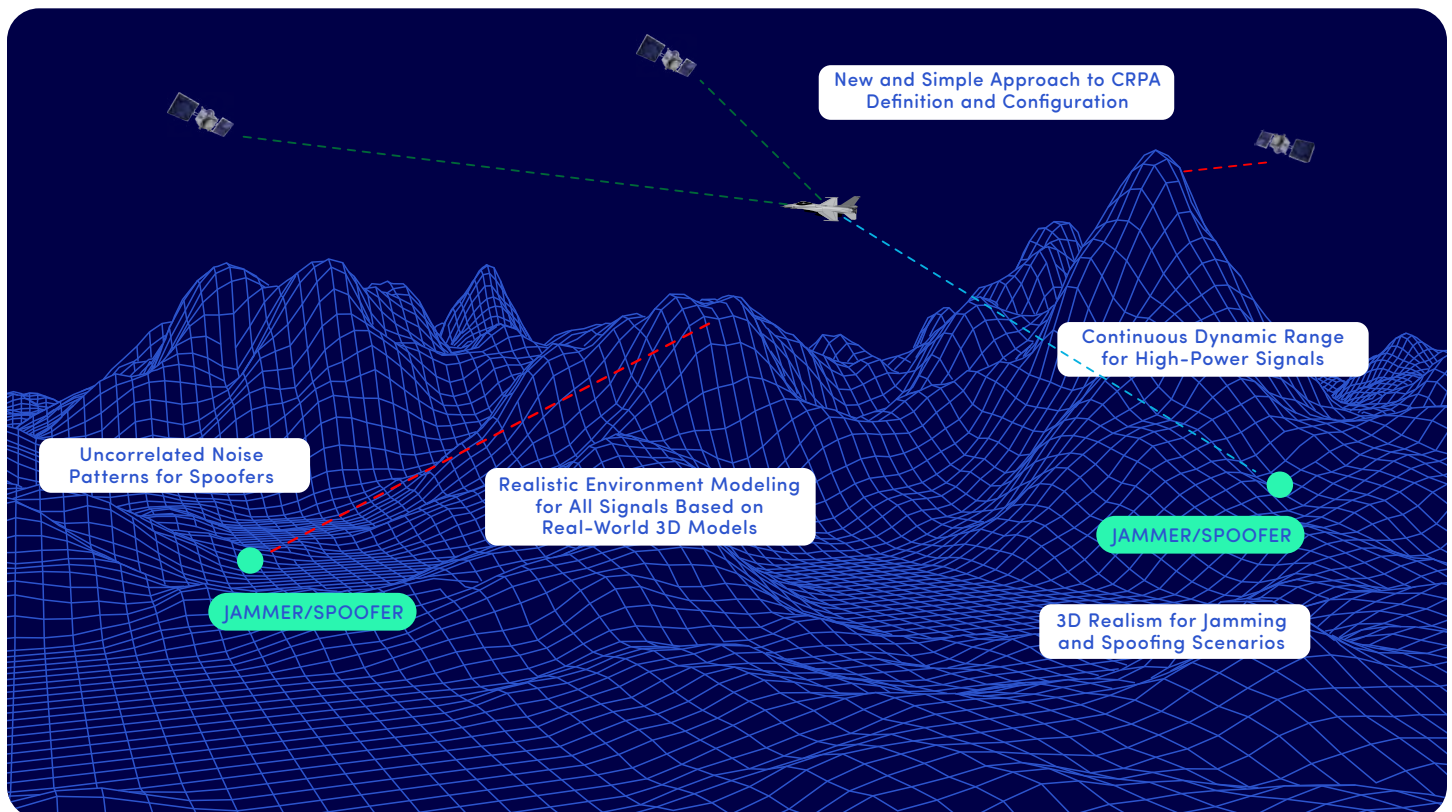 New and Simple Approach to CRPA
Definition and Configuration
Continuous Dynamic Range
for High-Power Signals
Uncorrelated Noise
Patterns for Spoofers
Realistic Environment Modeling
for All Signals Based on
Real-World 3D Models
JAMMER/SPOOFER
JAMMER/SPOOFER
3D Realism for Jamming
and Spoofing Scenarios